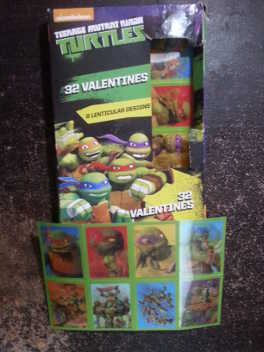 nickelodeon
TEENAGE MUTANT NINJA
TURTLES
32 VALENTINES
8 LENTICULAR DESIGNS
32
VALENTINES